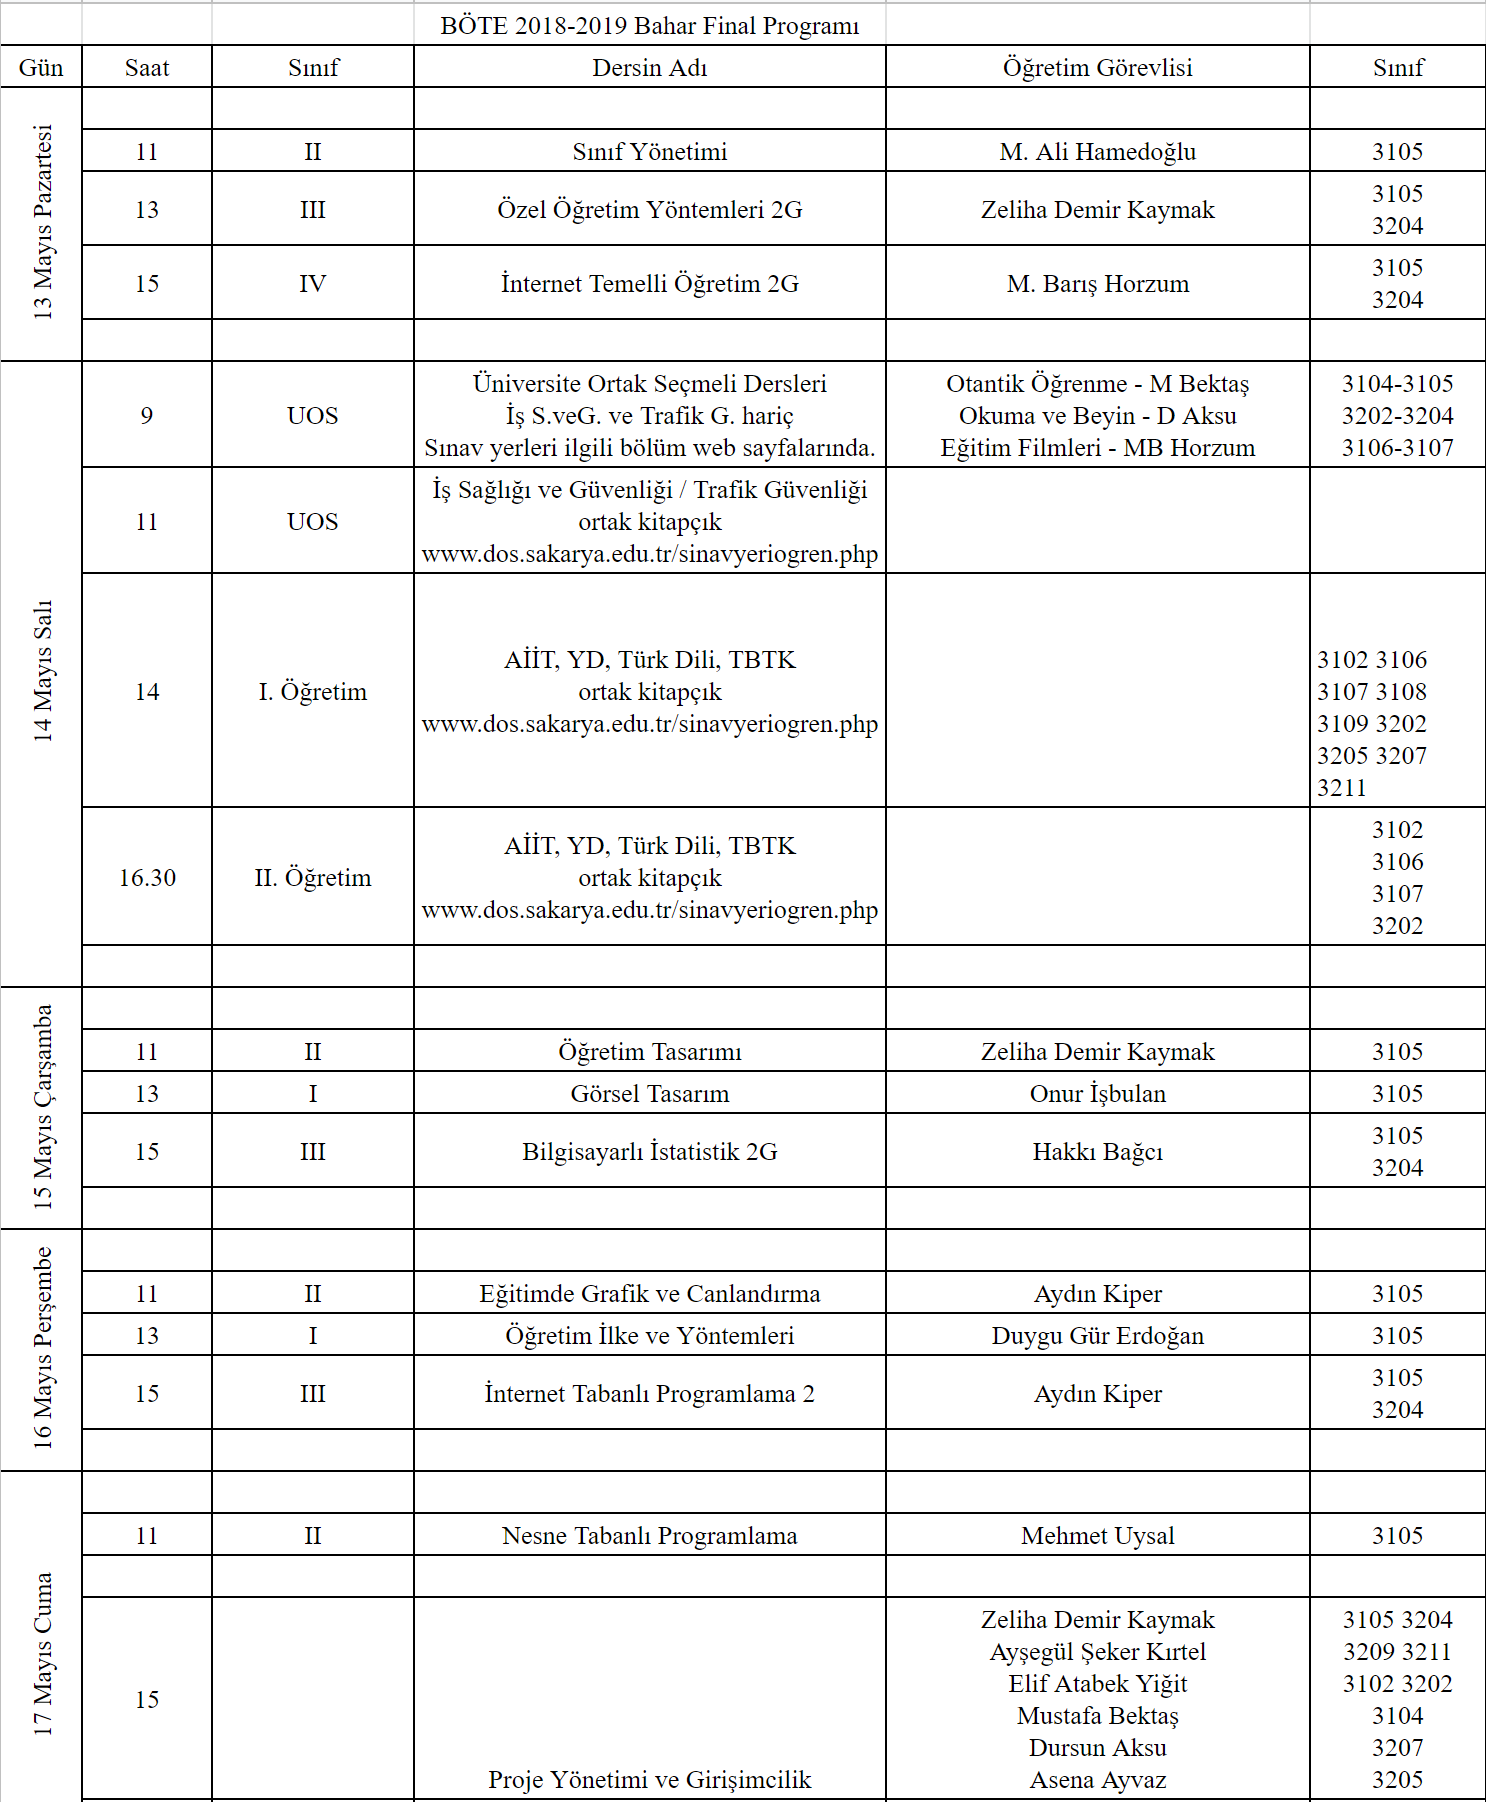 BÖTE 2018-2019 Bahar Final Programı
Gün Saat Sınıf Dersin Adı Öğretim Görevlisi Sınıf
13 Mayıs Pazartesi
11 II Sınıf Yönetimi M. Ali Hamedoğlu 3105
13 III Özel Öğretim Yöntemleri 2G Zeliha Demir Kaymak 3105
3204
15 IV İnternet Temelli Öğretim 2G M. Barış Horzum 3105
3204
14 Mayıs Salı
9 UOS
Üniversite Ortak Seçmeli Dersleri Otantik Öğrenme - M Bektaş 3104-3105
İş S.veG. ve Trafik G. hariç Okuma ve Beyin - D Aksu 3202-3204
Sınav yerleri ilgili bölüm web sayfalarında. Eğitim Filmleri - MB Horzum 3106-3107
11 UOS
İş Sağlığı ve Güvenliği / Trafik Güvenliği
ortak kitapçık
www.dos.sakarya.edu.tr/sinavyeriogren.php
14 I. Öğretim
AİİT, YD, Türk Dili, TBTK
ortak kitapçık
www.dos.sakarya.edu.tr/sinavyeriogren.php
3102 3106
3107 3108
3109 3202
3205 3207
3211
16.30 II. Öğretim
AİİT, YD, Türk Dili, TBTK
ortak kitapçık
www.dos.sakarya.edu.tr/sinavyeriogren.php
3102
3106
3107
3202
15 Mayıs Çarşamba
11 II Öğretim Tasarımı Zeliha Demir Kaymak 3105
13 I Görsel Tasarım Onur İşbulan 3105
15 III Bilgisayarlı İstatistik 2G Hakkı Bağcı 3105
3204
16 Mayıs Perşembe
11 II Eğitimde Grafik ve Canlandırma Aydın Kiper 3105
13 I Öğretim İlke ve Yöntemleri Duygu Gür Erdoğan 3105
15 III İnternet Tabanlı Programlama 2 Aydın Kiper 3105
3204
17 Mayıs Cuma
11 II Nesne Tabanlı Programlama Mehmet Uysal 3105
15 Proje Yönetimi ve Girişimcilik
Zeliha Demir Kaymak 3105 3204
Ayşegül Şeker Kırtel 3209 3211
Elif Atabek Yiğit 3102 3202
Mustafa Bektaş 3104
Dursun Aksu 3207
Asena Ayvaz 3205